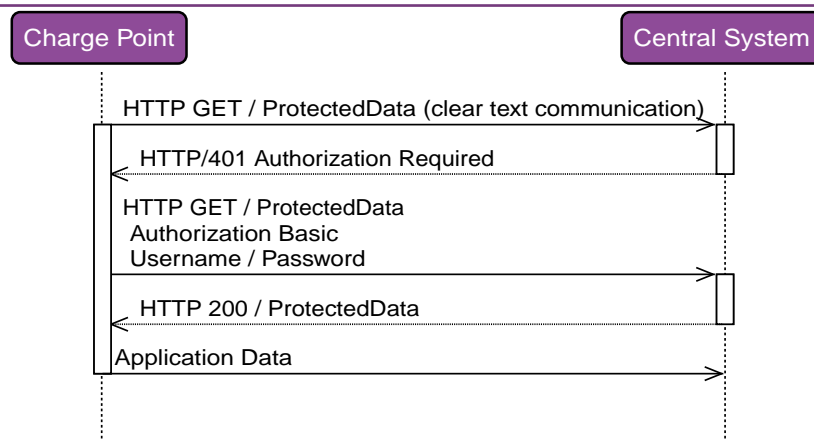 Charge Point
Central System
HTTP GET / ProtectedData (clear text communication)
HTTP/401 Authorization Required
HTTP GET / ProtectedData
Authorization Basic
Username / Password
HTTP 200 / ProtectedData
Application Data